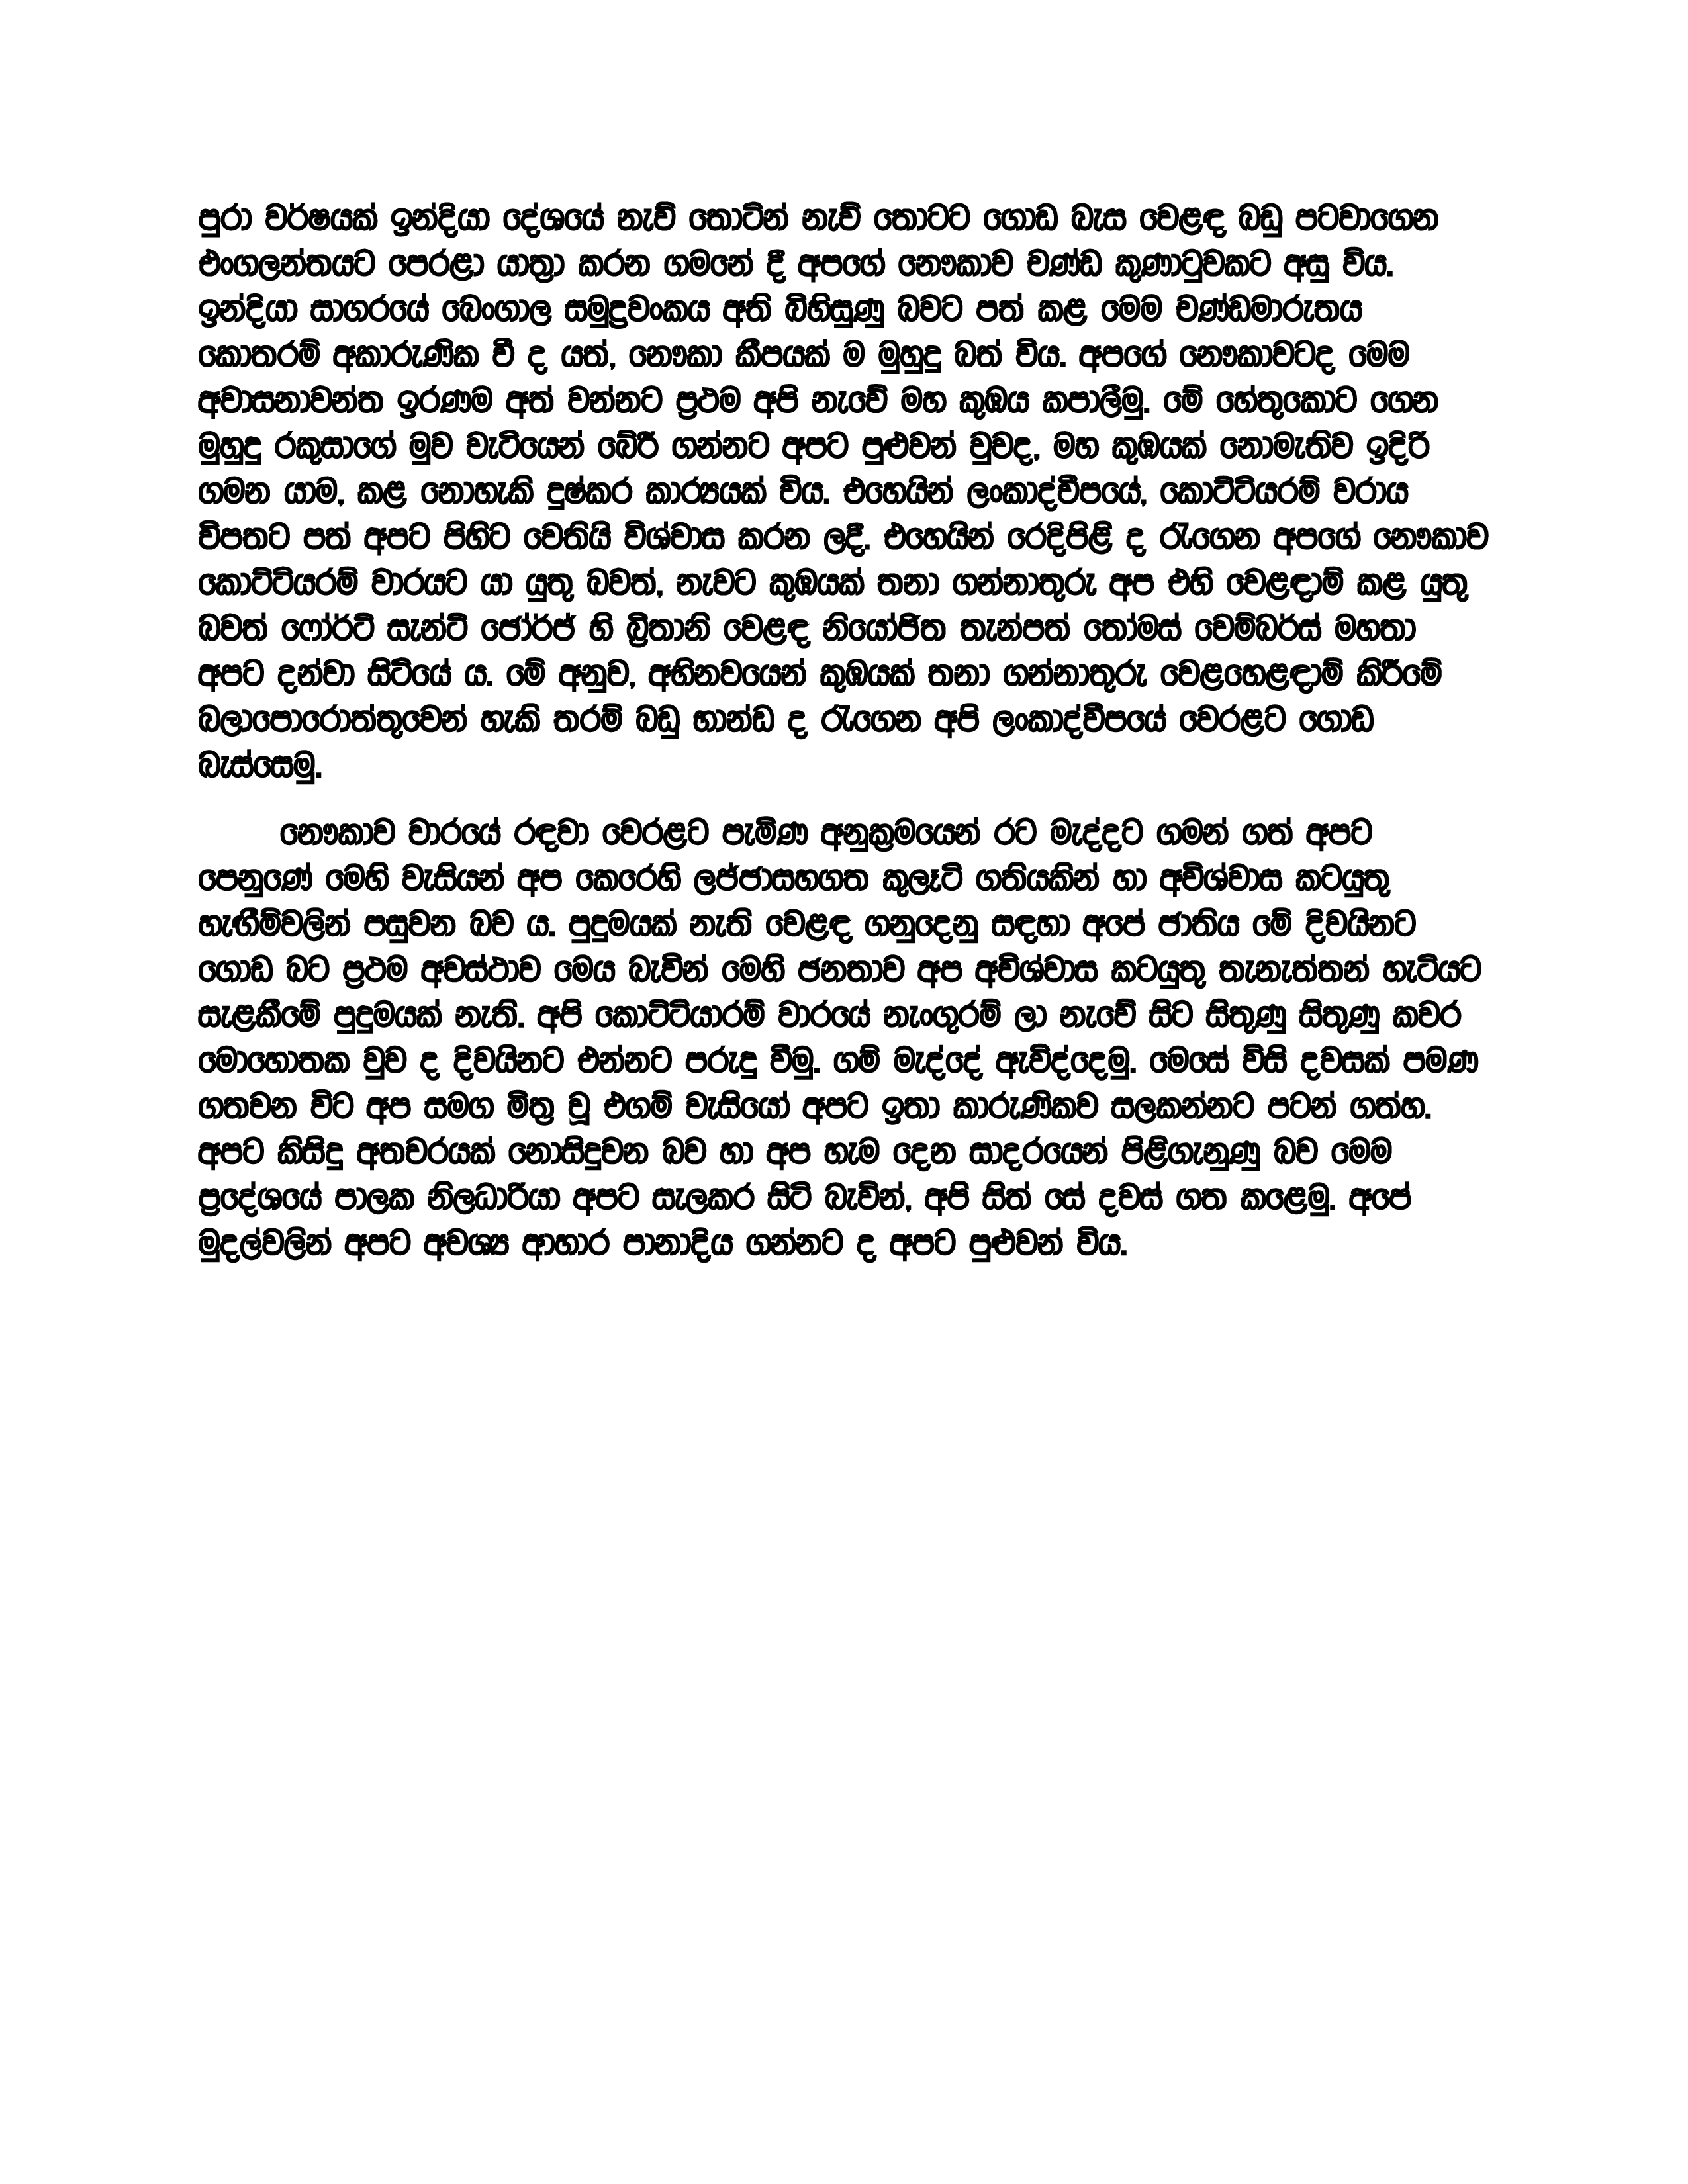 පුරා වර්ෂයක් ඉන්දියා දේශයේ නැව් තොටින් නැව් තොටට ගොඩ බැස වෙළඳ බඩු පටවාගෙන
එංගලන්තයට පෙරළා යාත්‍රා කරන ගමනේ දී අපගේ නෞකාව චණ්ඩ කුණාටුවකට අසු විය.
ඉන්දියා සාගරයේ බෙංගාල සමුද්‍රවංකය අති බිහිසුණු බවට පත් කළ මෙම චණ්ඩමාරුතය
කොතරම් අකාරුණික වී ද යත්, නෞකා කීපයක් ම මුහුදු බත් විය. අපගේ නෞකාවටද මෙම
අවාසනාවන්ත ඉරණම අත් වන්නට ප්‍රථම අපි නැවේ මහ කුඹය කපාලීමු. මේ හේතුකොට ගෙන
මුහුදු රකුසාගේ මුව වැටියෙන් බේරී ගන්නට අපට පුළුවන් වුවද, මහ කුඹයක් නොමැතිව ඉදිරි
ගමන යාම, කළ නොහැකි දුෂ්කර කාර්‍යයක් විය. එහෙයින් ලංකාද්වීපයේ, කොට්ටියරම් වරාය
විපතට පත් අපට පිහිට වෙතියි විශ්වාස කරන ලදී. එහෙයින් රෙදිපිළි ද රැගෙන අපගේ නෞකාව
කොට්ටියරම් වාරයට යා යුතු බවත්, නැවට කුඹයක් තනා ගන්නාතුරු අප එහි වෙළඳාම් කළ යුතු
බවත් ෆෝර්ට් සැන්ට් ජෝර්ජ් හි බ්‍රිතානි වෙළඳ නියෝජිත තැන්පත් තෝමස් චෙම්බර්ස් මහතා
අපට දන්වා සිටියේ ය. මේ අනුව, අභිනවයෙන් කුඹයක් තනා ගන්නාතුරු වෙළහෙළඳාම් කිරීමේ
බලාපොරොත්තුවෙන් හැකි තරම් බඩු භාන්ඩ ද රැගෙන අපි ලංකාද්වීපයේ වෙරළට ගොඩ
බැස්සෙමු.
නෞකාව වාරයේ රඳවා වෙරළට පැමිණ අනුක්‍රමයෙන් රට මැද්දට ගමන් ගත් අපට
පෙනුණේ මෙහි වැසියන් අප කෙරෙහි ලජ්ජාසහගත කුලෑටි ගතියකින් හා අවිශ්වාස කටයුතු
හැඟීම්වලින් පසුවන බව ය. පුදුමයක් නැති වෙළඳ ගනුදෙනු සඳහා අපේ ජාතිය මේ දිවයිනට
ගොඩ බට ප්‍රථම අවස්ථාව මෙය බැවින් මෙහි ජනතාව අප අවිශ්වාස කටයුතු තැනැත්තන් හැටියට
සැළකීමේ පුදුමයක් නැති. අපි කොට්ටියාරම් වාරයේ නැංගුරම් ලා නැවේ සිට සිතුණු සිතුණු කවර
මොහොතක වුව ද දිවයිනට එන්නට පරුදු වීමු. ගම් මැද්දේ ඇවිද්දෙමු. මෙසේ විසි දවසක් පමණ
ගතවන විට අප සමග මිත්‍ර වූ එගම් වැසියෝ අපට ඉතා කාරුණිකව සලකන්නට පටන් ගත්හ.
අපට කිසිදු අතවරයක් නොසිදුවන බව හා අප හැම දෙන සාදරයෙන් පිළිගැනුණු බව මෙම
ප්‍රදේශයේ පාලක නිලධාරියා අපට සැලකර සිටි බැවින්, අපි සිත් සේ දවස් ගත කළෙමු. අපේ
මුදල්වලින් අපට අවශ්‍ය ආහාර පානාදිය ගන්නට ද අපට පුළුවන් විය.